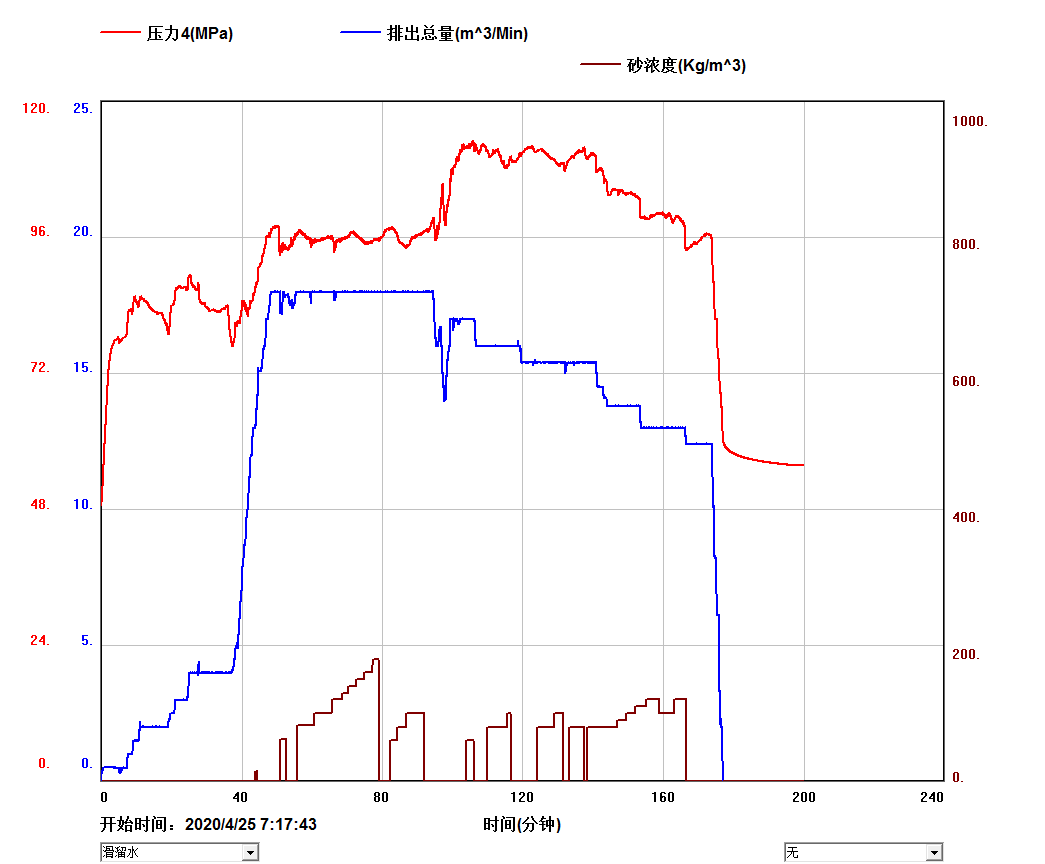 压力4(MPa) 排出总量(m^3/Min)
砂浓度(Kg/m^3)
120. 25. 1000.
96. 20. 800.
72. 15. 600.
48. 10. 400.
24. 5. 200.
0. 0. 0.
0 40 80 120 160 200 240
开始时间：2020/4/25 7:17:43 时间(分钟)
滑溜水 无